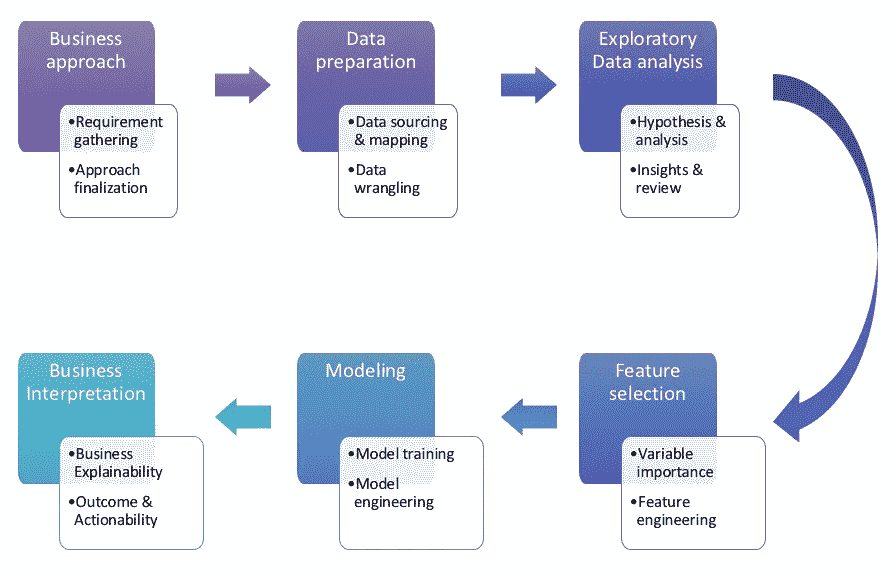 Business
approach
•Requirement
gathering
•Approach
finalization
Data
preparation
•Data sourcing
& mapping
•Data
wrangling
Exploratory
Data analysis
•Hypothesis &
analysis
•Insights &
review
Feature
selection
•Variable
importance
•Feature
engineering
Modeling
•Model training
•Model
engineering
Business
Interpretation
•Business
Explainability
•Outcome &
Actionability